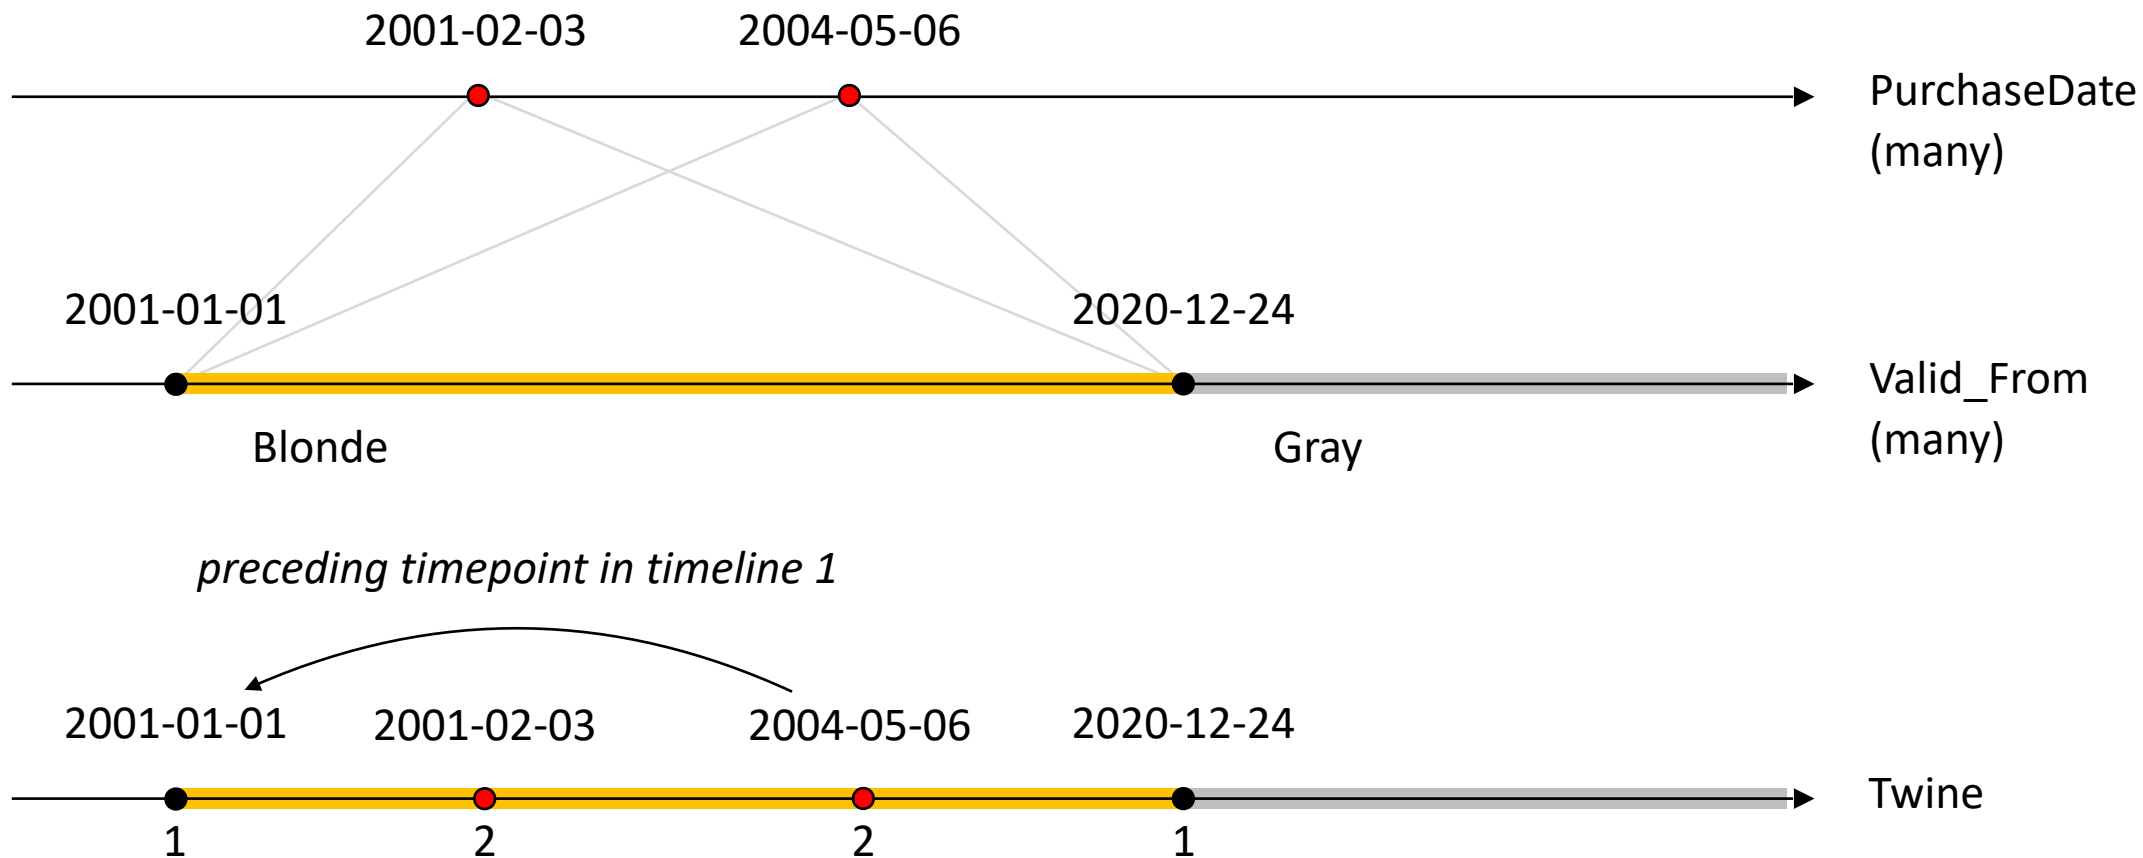 2001-02-03
2004-05-06
PurchaseDate
(many)
2001-01-01
2020-12-24
Valid_From
(many)
Blonde
Gray
preceding timepoint in timeline 1
2001-01-01
2001-02-03
2004-05-06
2020-12-24
Twine
1
2
2
1